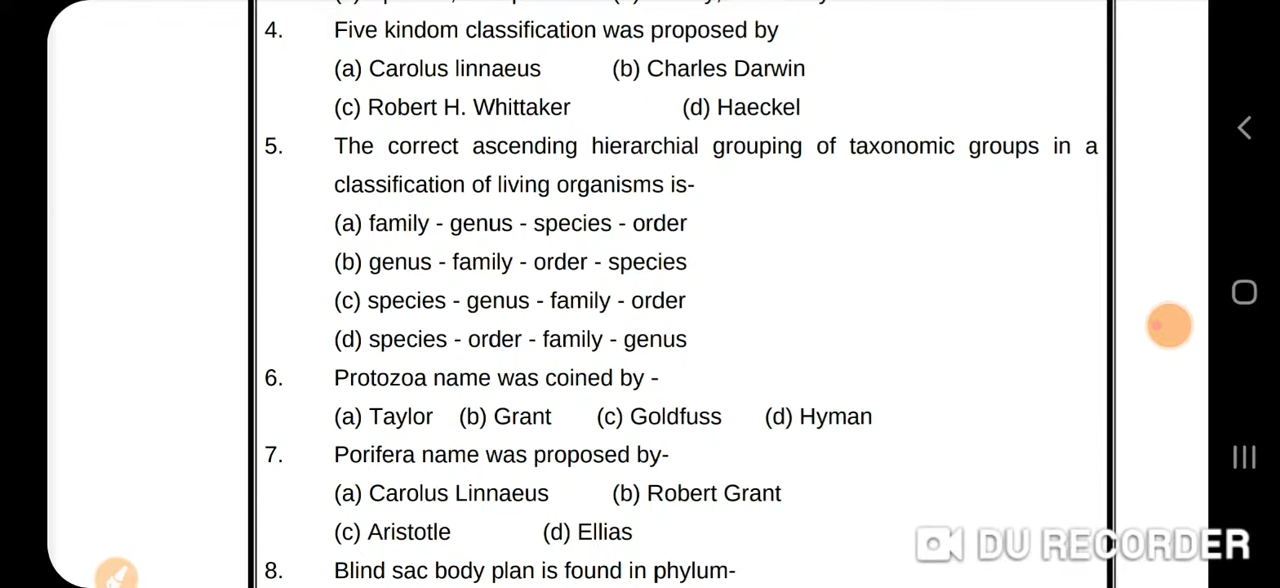 4. Five kindom classification was proposed by
(a) Carolus linnaeus (b) Charles Darwin
(c) Robert H. Whittaker (d) Haeckel
5. The correct ascending hierarchial grouping of taxonomic groups in a
classification of living organisms is-
(a) family - genus - species - order
(b) genus - family - order - species
(c) species - genus - family - order
(d) species - order - family - genus
6. Protozoa name was coined by -
(a) Taylor (b) Grant (c) Goldfuss (d) Hyman
7. Porifera name was proposed by-
(a) Carolus Linnaeus (b) Robert Grant
(c) Aristotle (d) Ellias
DU RECORDER
8. Blind sac body plan is found in phylum-